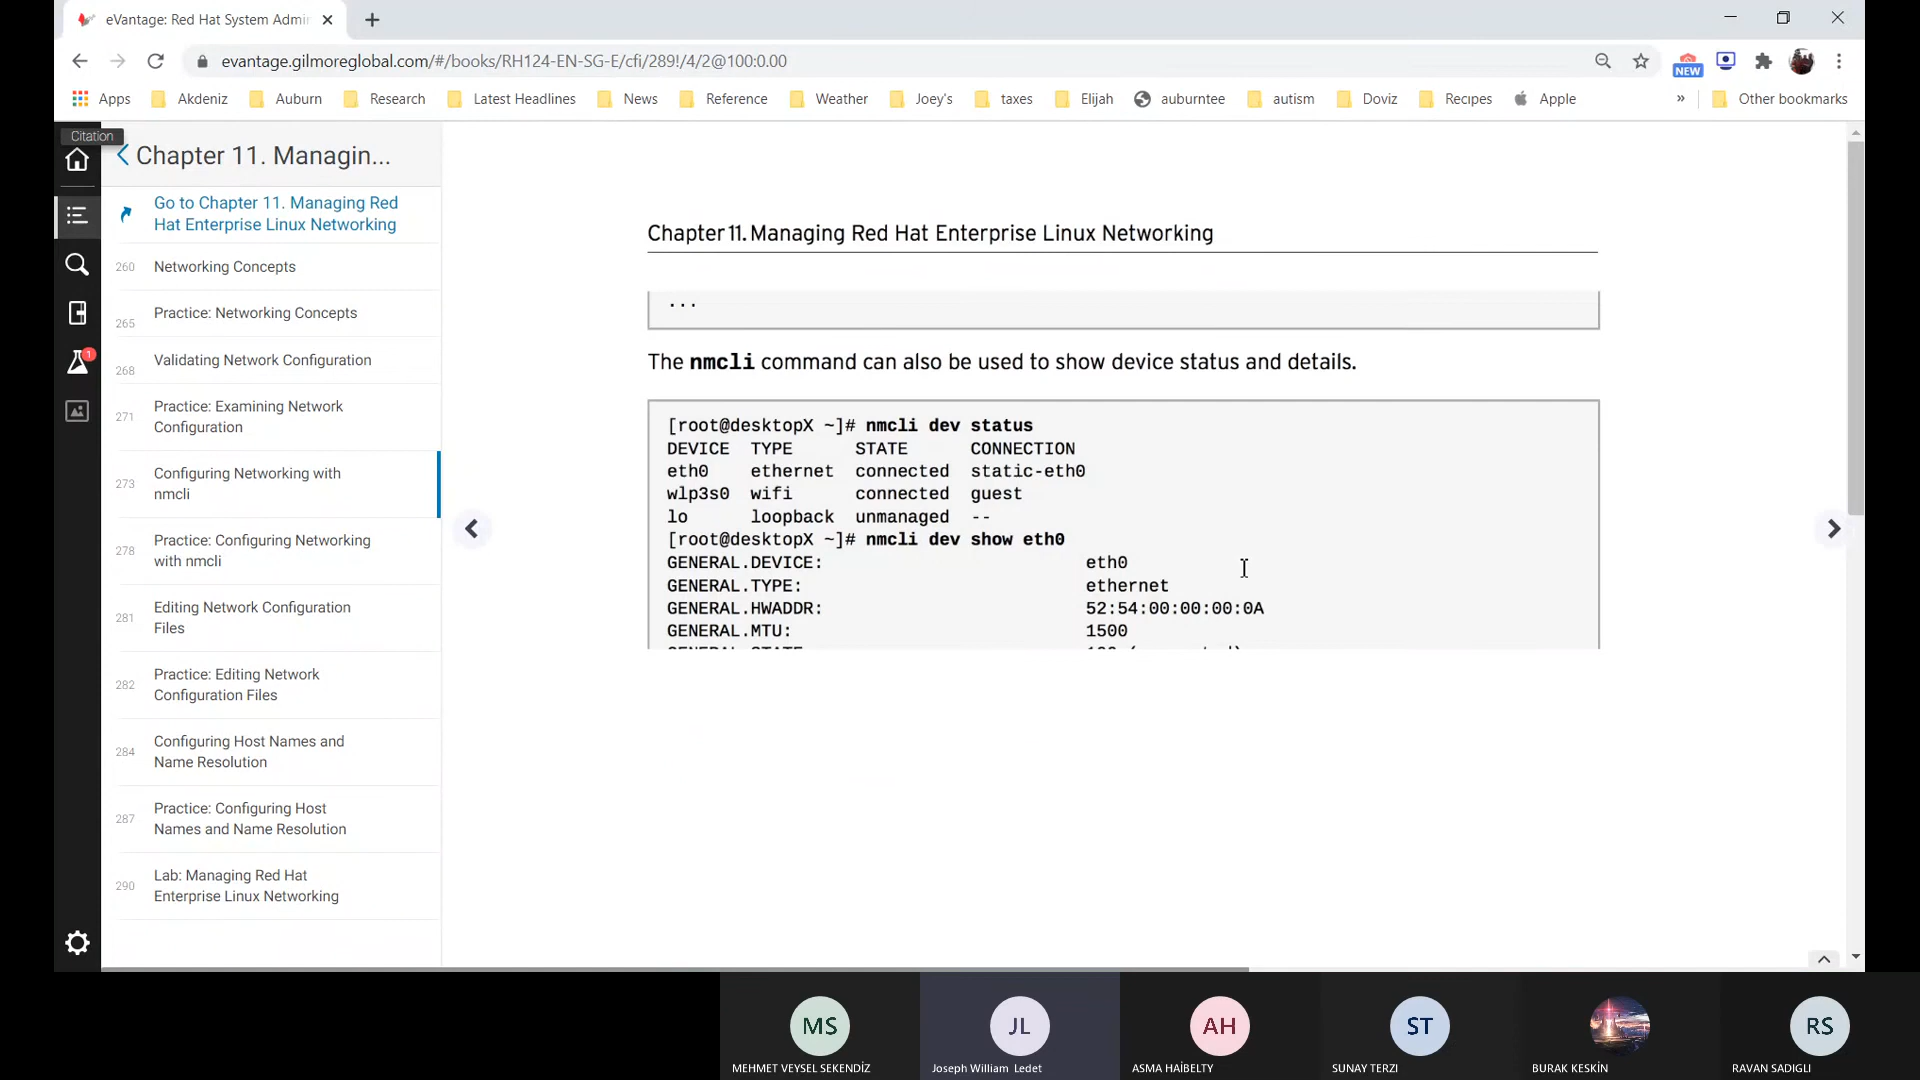 eVantage: Red Hat System Admi
evantage.gilmoreglobal.com/#/books/RH124-EN-SG-E/cfi/289!/4/2@100:0.00
NEW
Apps Akdeniz Auburn Research Latest Headlines News Reference Weather Joey's taxes Elijah auburntee autism Doviz Recipes Apple » Other bookmarks
Citation
Chapter 11. Managin...
Go to Chapter 11. Managing Red
Hat Enterprise Linux Networking
260 Networking Concepts
265 Practice: Networking Concepts
268 Validating Network Configuration
271 Practice: Examining Network
Configuration
273 Configuring Networking with
nmcli
278 Practice: Configuring Networking
with nmcli
281 Editing Network Configuration
Files
282 Practice: Editing Network
Configuration Files
284 Configuring Host Names and
Name Resolution
287 Practice: Configuring Host
Names and Name Resolution
290 Lab: Managing Red Hat
Enterprise Linux Networking
1
Chapter 11. Managing Red Hat Enterprise Linux Networking
...
The nmcli command can also be used to show device status and details.
[root@desktopX ~]# nmcli dev status
DEVICE TYPE STATE CONNECTION
eth0 ethernet connected static-eth0
wlp3s0 wifi connected guest
lo loopback unmanaged --
[root@desktopX ~]# nmcli dev show eth0
GENERAL.DEVICE: eth0
GENERAL.TYPE: ethernet
GENERAL.HWADDR: 52:54:00:00:00:0A
GENERAL.MTU: 1500
MS JL AH ST RS
MEHMET VEYSEL SEKENDİZ Joseph William Ledet ASMA HAİBELTY SUNAY TERZI BURAK KESKİN RAVAN SADIGLI